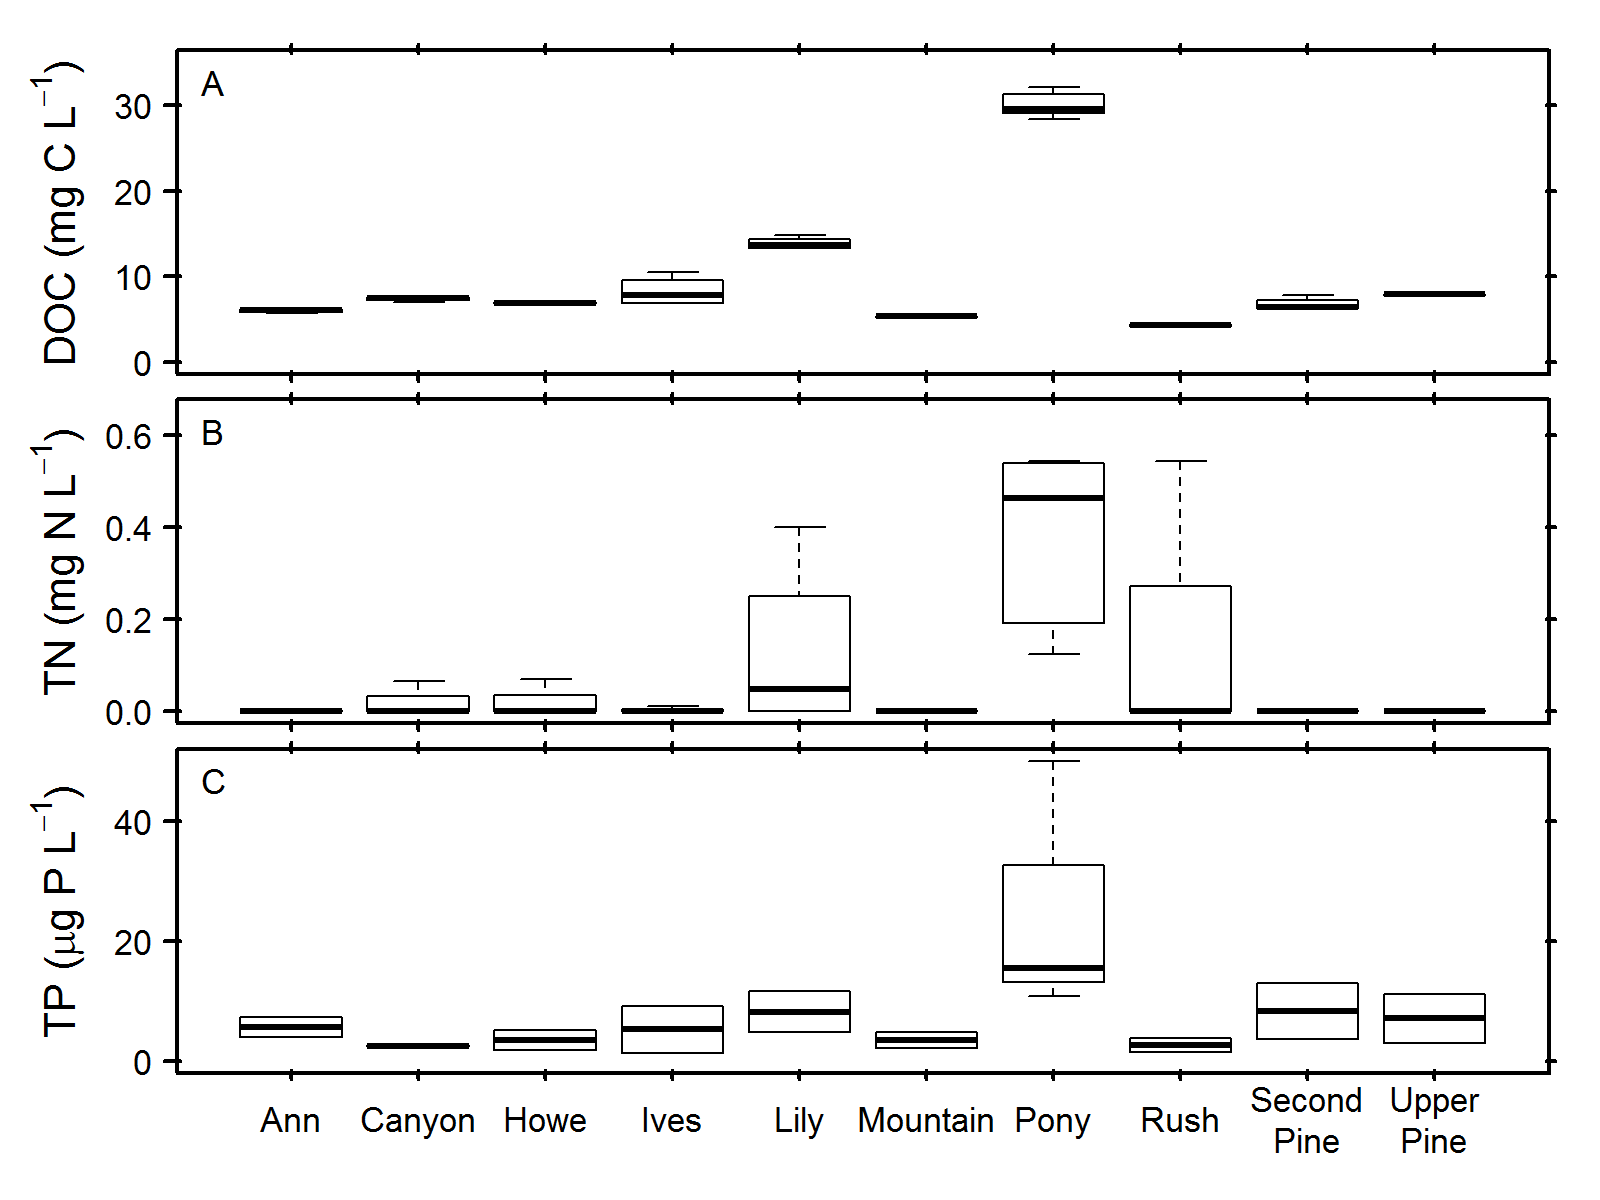 A
DOC (mg C L⁻¹)
30
20
10
0
B
TN (mg N L⁻¹)
0.6
0.4
0.2
0.0
C
TP (μg P L⁻¹)
40
20
0
Ann Canyon Howe Ives Lily Mountain Pony Rush Second Pine Upper Pine